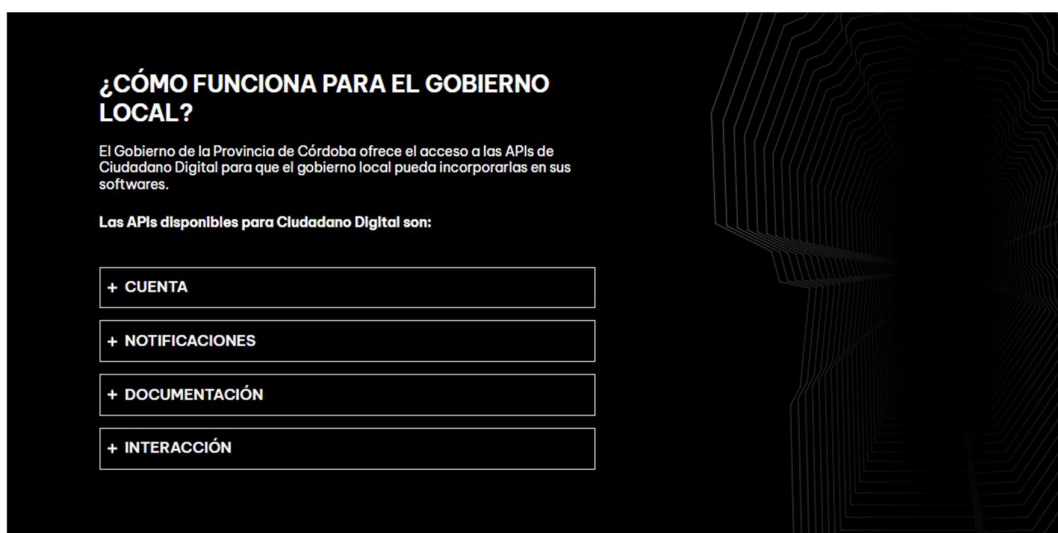 ¿CÓMO FUNCIONA PARA EL GOBIERNO
LOCAL?
El Gobierno de la Provincia de Córdoba ofrece el acceso a las APIs de
Ciudadano Digital para que el gobierno local pueda incorporarlas en sus
softwares.
Las APIs disponibles para Ciudadano Digital son:
+ CUENTA
+ NOTIFICACIONES
+ DOCUMENTACIÓN
+ INTERACCIÓN